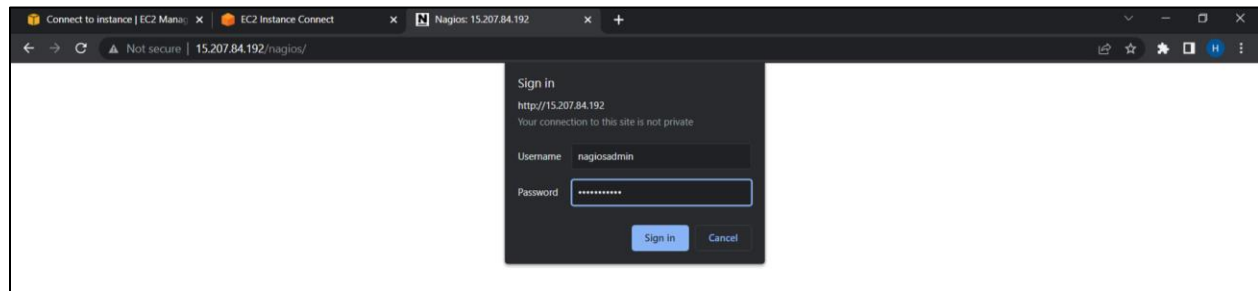 Connect to instance | EC2 Manag
EC2 Instance Connect
Nagios: 15.207.84.192
Not secure | 15.207.84.192/nagios/
H
Sign in
http://15.207.84.192
Your connection to this site is not private
Username nagiosadmin
Password •••••••••••
Sign in Cancel